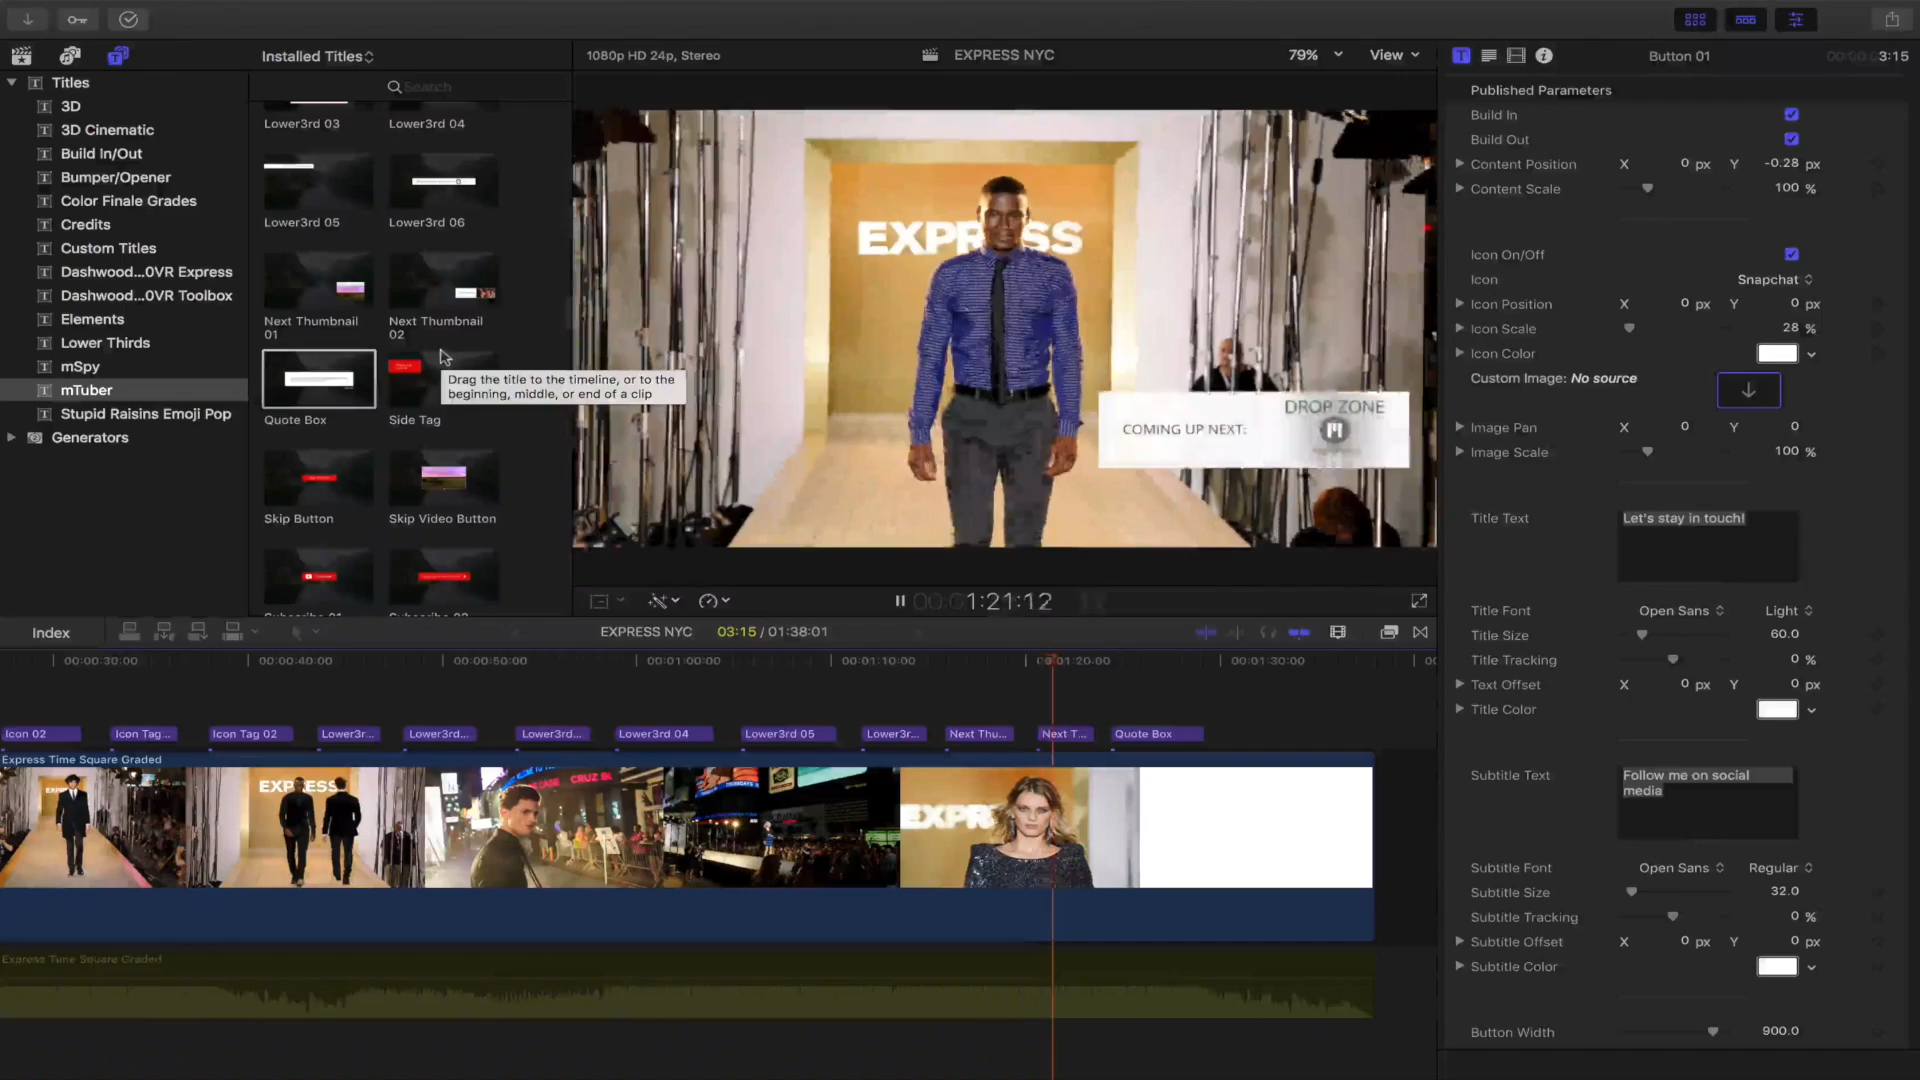 Installed Titles
1080p HD 24p, Stereo
EXPRESS NYC
79%
View
Button 01
3:15
Titles
3D
3D Cinematic
Build In/Out
Bumper/Opener
Color Finale Grades
Credits
Custom Titles
Dashwood...0VR Express
Dashwood...0VR Toolbox
Elements
Lower Thirds
mSpy
mTuber
Stupid Raisins Emoji Pop
Generators
Search
Lower3rd 03
Lower3rd 04
Lower3rd 05
Lower3rd 06
Next Thumbnail
01
Next Thumbnail
02
Drag the title to the timeline, or to the
beginning, middle, or end of a clip
Quote Box
Side Tag
Skip Button
Skip Video Button
EXPRESS
COMING UP NEXT:
DROP ZONE
1:21:12
Published Parameters
Build In
Build Out
Content Position X 0 px Y -0.28 px
Content Scale 100 %
Icon On/Off
Icon Snapchat
Icon Position X 0 px Y 0 px
Icon Scale 28 %
Icon Color
Custom Image: No source
Image Pan X 0 Y 0
Image Scale 100 %
Title Text Let's stay in touch!
Title Font Open Sans Light
Title Size 60.0
Title Tracking 0 %
Text Offset X 0 px Y 0 px
Title Color
Subtitle Text Follow me on social
media
Subtitle Font Open Sans Regular
Subtitle Size 32.0
Subtitle Tracking 0 %
Subtitle Offset X 0 px Y 0 px
Subtitle Color
Button Width 900.0
Index
EXPRESS NYC
03:15 / 01:38:01
00:00:30:00
00:00:40:00
00:00:50:00
00:01:00:00
00:01:10:00
00:01:20:00
00:01:30:00
Icon 02
Icon Tag...
Icon Tag 02
Lower3r...
Lower3rd...
Lower3rd...
Lower3rd 04
Lower3rd 05
Lower3r...
Next Thu...
Next T...
Quote Box
Express Time Square Graded
EXPRESS
Express Time Square Graded